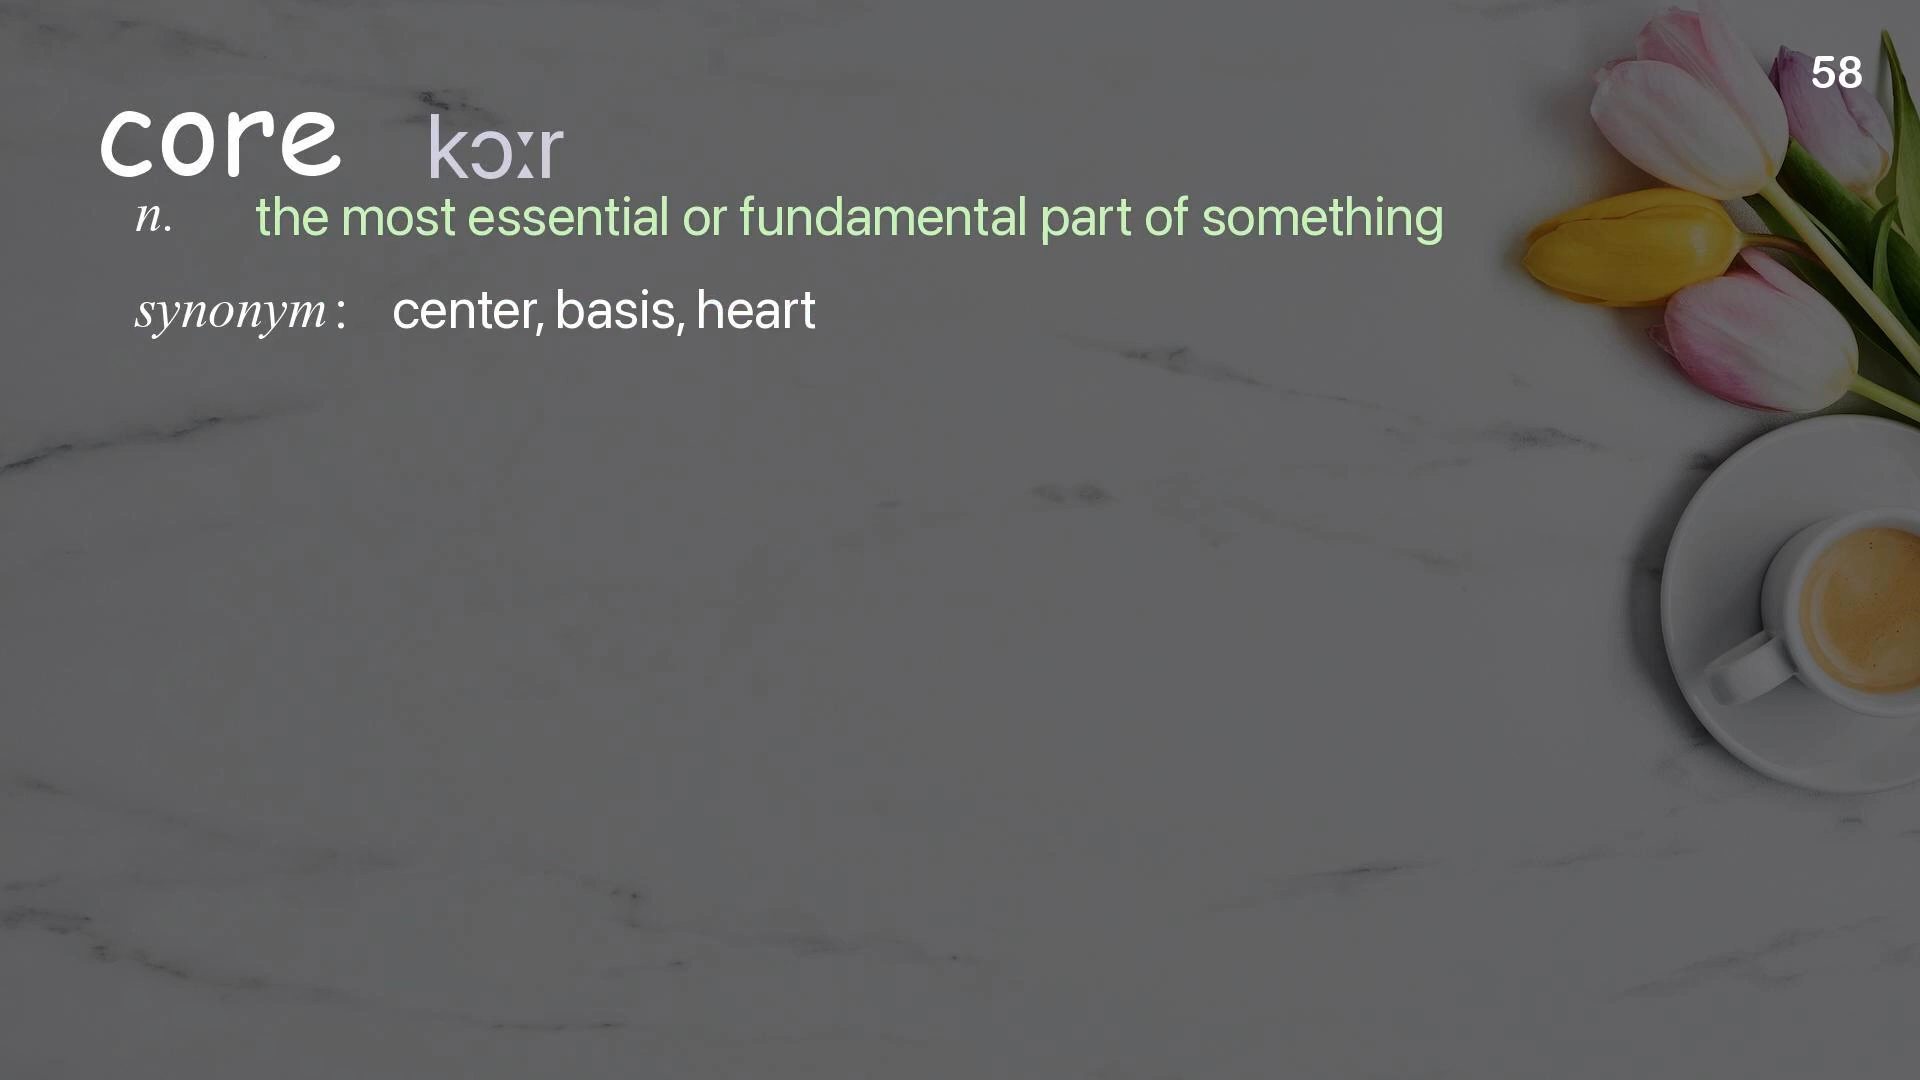 58
core kɔːr
n. the most essential or fundamental part of something
synonym: center, basis, heart